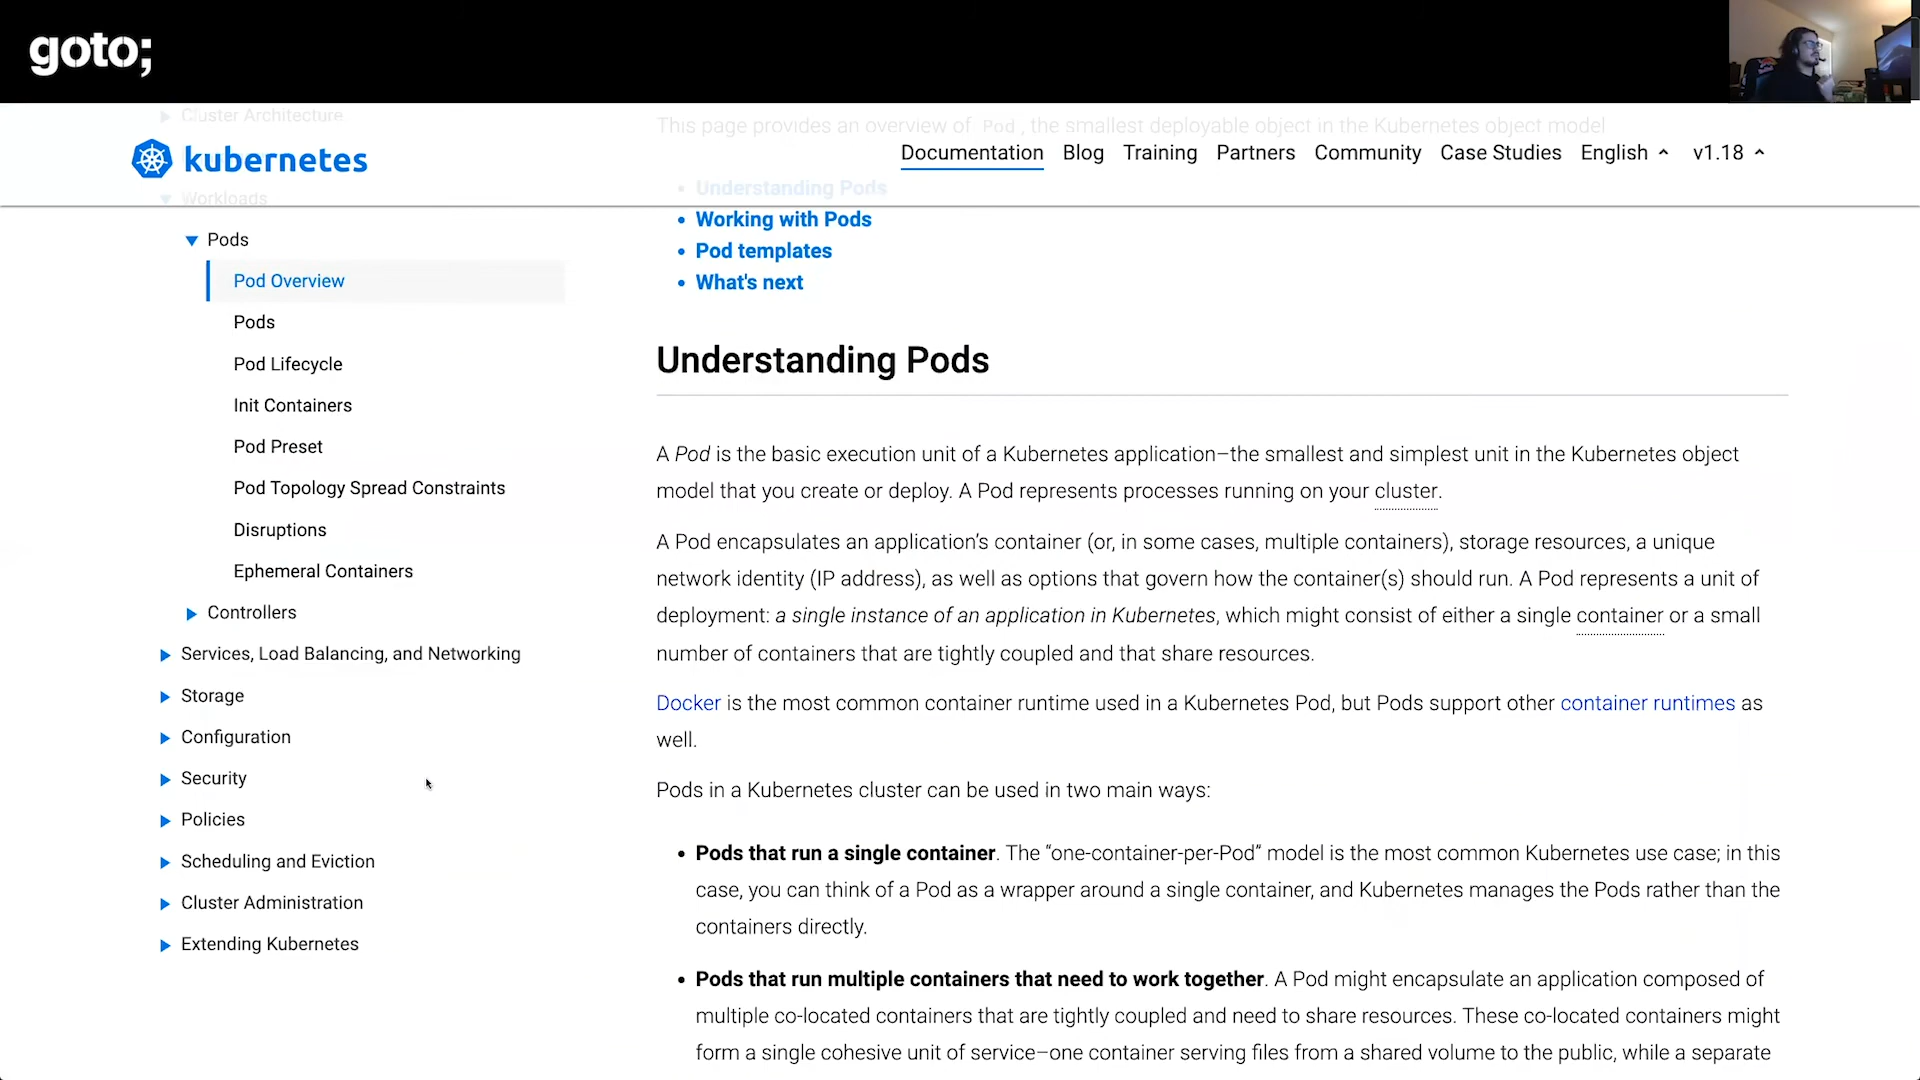 goto;
Cluster Architecture
This page provides an overview of Pod , the smallest deployable object in the Kubernetes object model
kubernetes
Documentation Blog Training Partners Community Case Studies English v1.18
Workloads
Understanding Pods
Working with Pods
Pod templates
What's next
Pods
Pod Overview
Pods
Pod Lifecycle
Init Containers
Pod Preset
Pod Topology Spread Constraints
Disruptions
Ephemeral Containers
Controllers
Services, Load Balancing, and Networking
Storage
Configuration
Security
Policies
Scheduling and Eviction
Cluster Administration
Extending Kubernetes
Understanding Pods
A Pod is the basic execution unit of a Kubernetes application–the smallest and simplest unit in the Kubernetes object
model that you create or deploy. A Pod represents processes running on your cluster.
A Pod encapsulates an application’s container (or, in some cases, multiple containers), storage resources, a unique
network identity (IP address), as well as options that govern how the container(s) should run. A Pod represents a unit of
deployment: a single instance of an application in Kubernetes, which might consist of either a single container or a small
number of containers that are tightly coupled and that share resources.
Docker is the most common container runtime used in a Kubernetes Pod, but Pods support other container runtimes as
well.
Pods in a Kubernetes cluster can be used in two main ways:
• Pods that run a single container. The “one-container-per-Pod” model is the most common Kubernetes use case; in this
case, you can think of a Pod as a wrapper around a single container, and Kubernetes manages the Pods rather than the
containers directly.
• Pods that run multiple containers that need to work together. A Pod might encapsulate an application composed of
multiple co-located containers that are tightly coupled and need to share resources. These co-located containers might
form a single cohesive unit of service–one container serving files from a shared volume to the public, while a separate